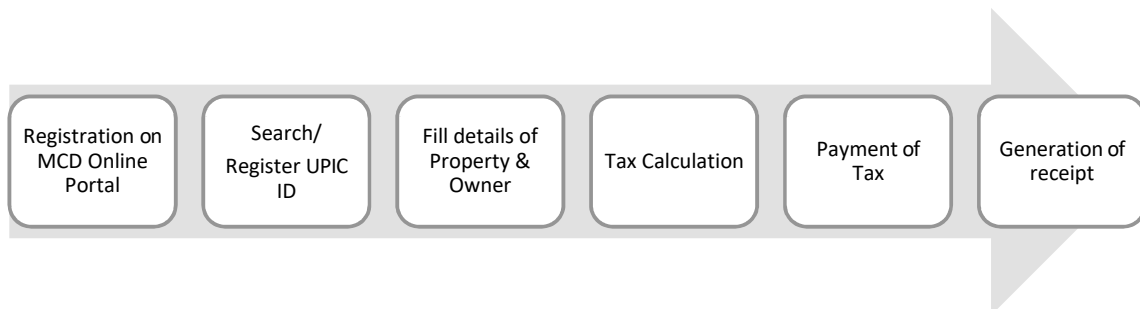 Registration on
MCD Online
Portal
Search/
Register UPIC
ID
Fill details of
Property &
Owner
Tax Calculation
Payment of
Tax
Generation of
receipt